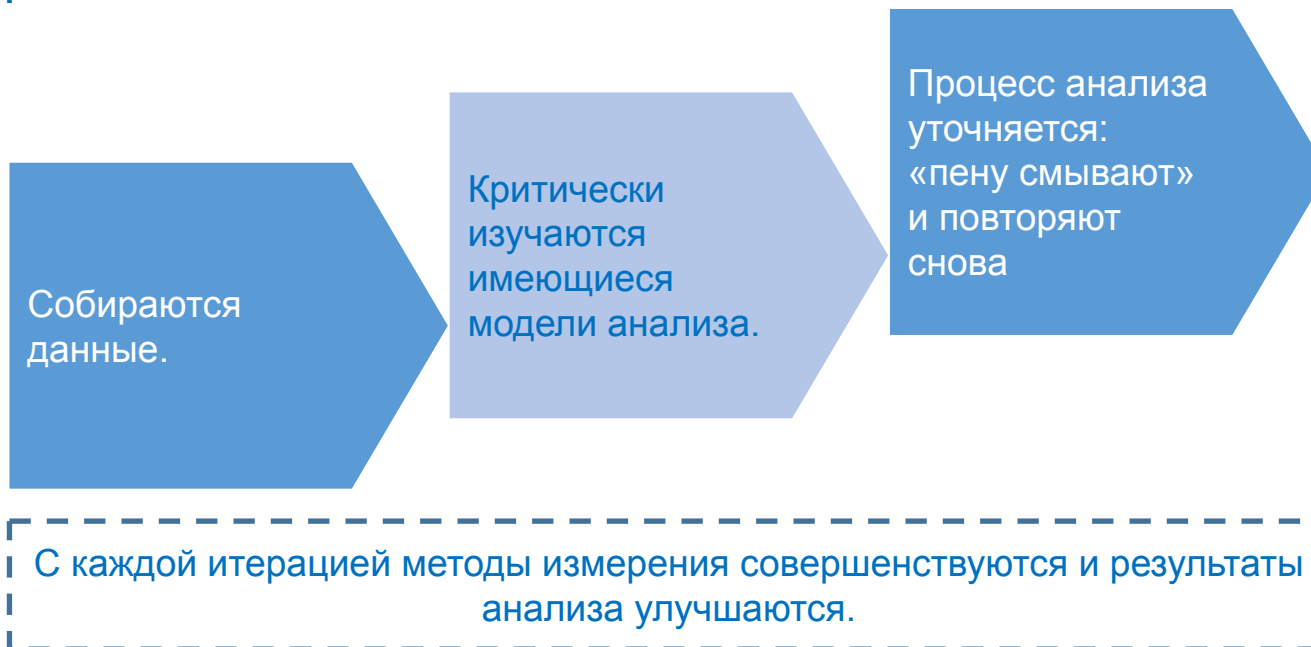 Собираются
данные.
Критически
изучаются
имеющиеся
модели анализа.
Процесс анализа
уточняется:
«пену смывают»
и повторяют
снова
С каждой итерацией методы измерения совершенствуются и результаты
анализа улучшаются.